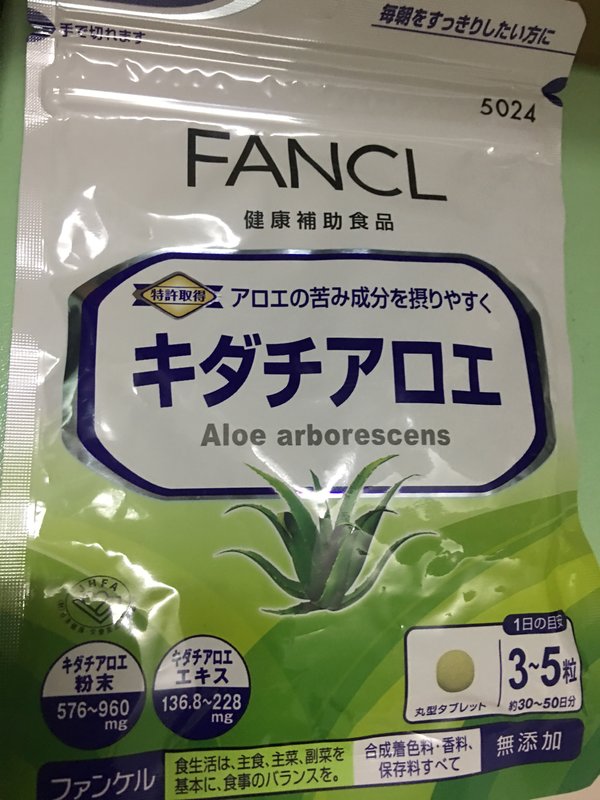 毎朝をすっきりしたい方に
手で切れます
5024
FANCL
健康補助食品
特許取得
アロエの苦み成分を摂りやすく
キダチアロエ
Aloe arborescens
JHFA
キダチアロエ
粉末
576~960
mg
キダチアロエ
エキス
136.8~228
mg
1日の目安
3~5粒
約30~50日分
丸型タブレット
ファンケル
食生活は、主食、主菜、副菜を
基本に、食事のバランスを。
合成着色料・香料、
保存料すべて
無添加